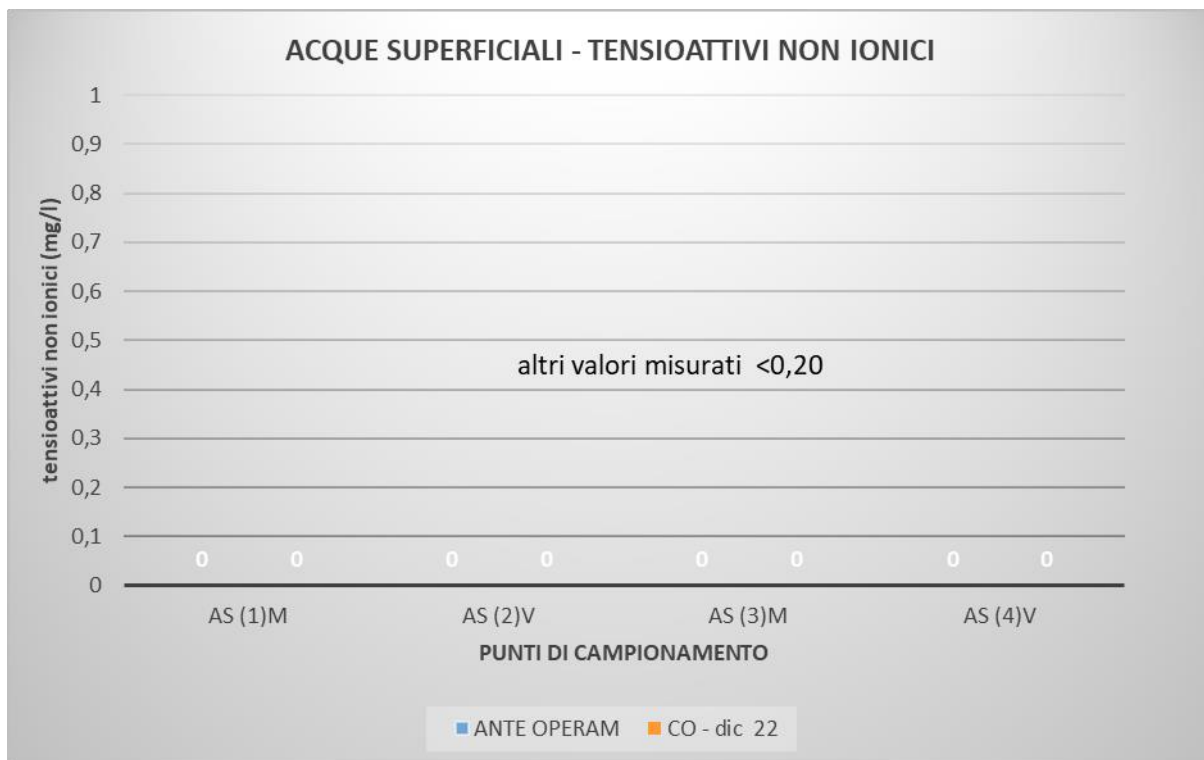 ACQUE SUPERFICIALI - TENSIOATTIVI NON IONICI
tensioattivi non ionici (mg/l)
1
0,9
0,8
0,7
0,6
0,5
0,4
0,3
0,2
0,1
0
altri valori misurati <0,20
0 0 0 0 0 0 0 0
AS (1)M AS (2)V AS (3)M AS (4)V
PUNTI DI CAMPIONAMENTO
ANTE OPERAM CO - dic 22